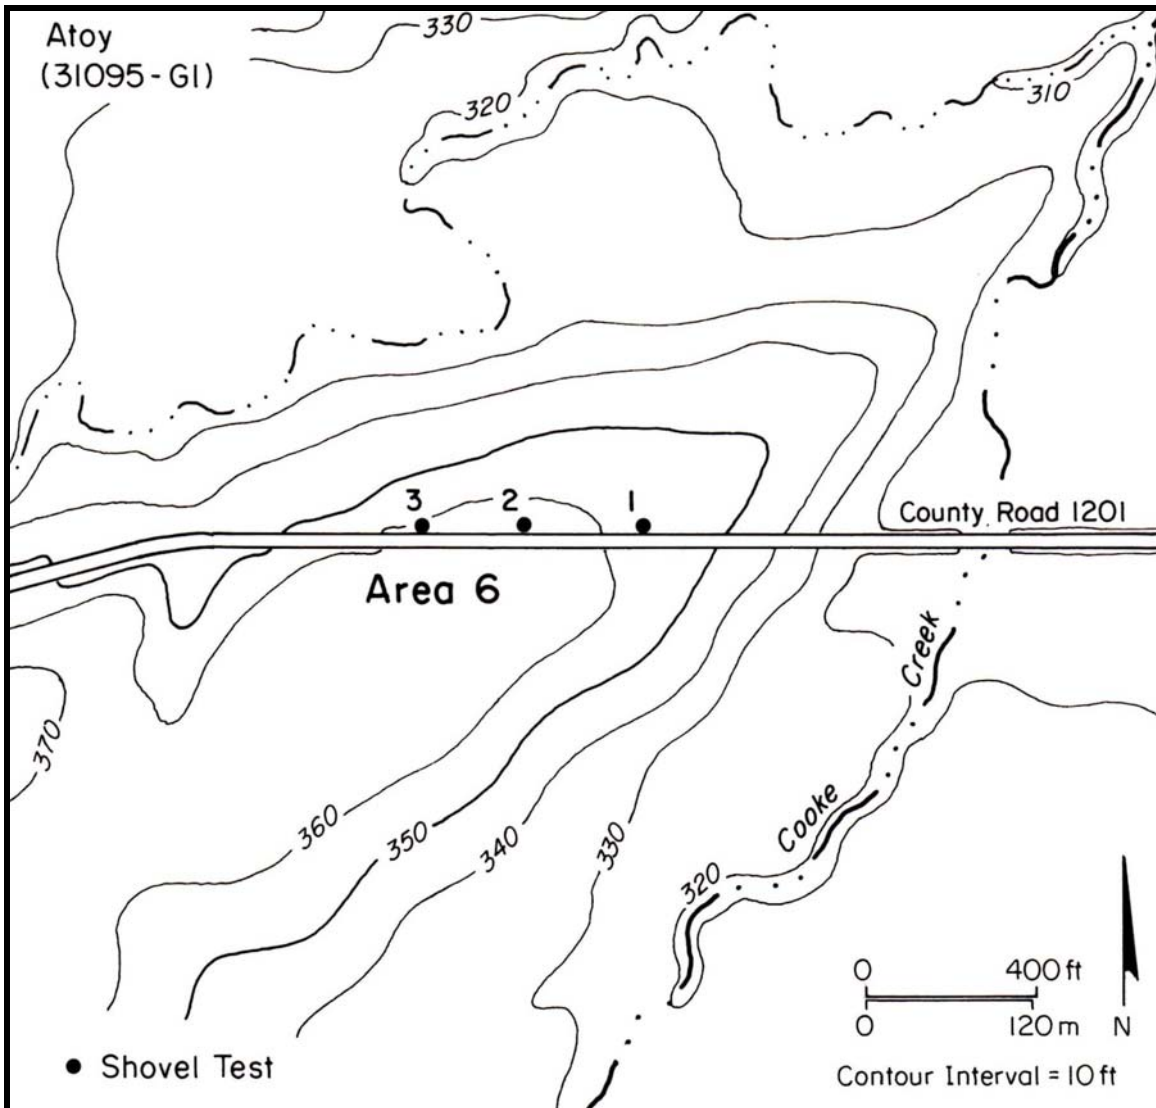 Atoy
(31095-G1)
330
320
310
3
2
1
County Road 1201
Area 6
Creek
370
Cooke
360
350
340
330
320
0 400 ft
0 120 m
N
Shovel Test
Contour Interval = 10 ft